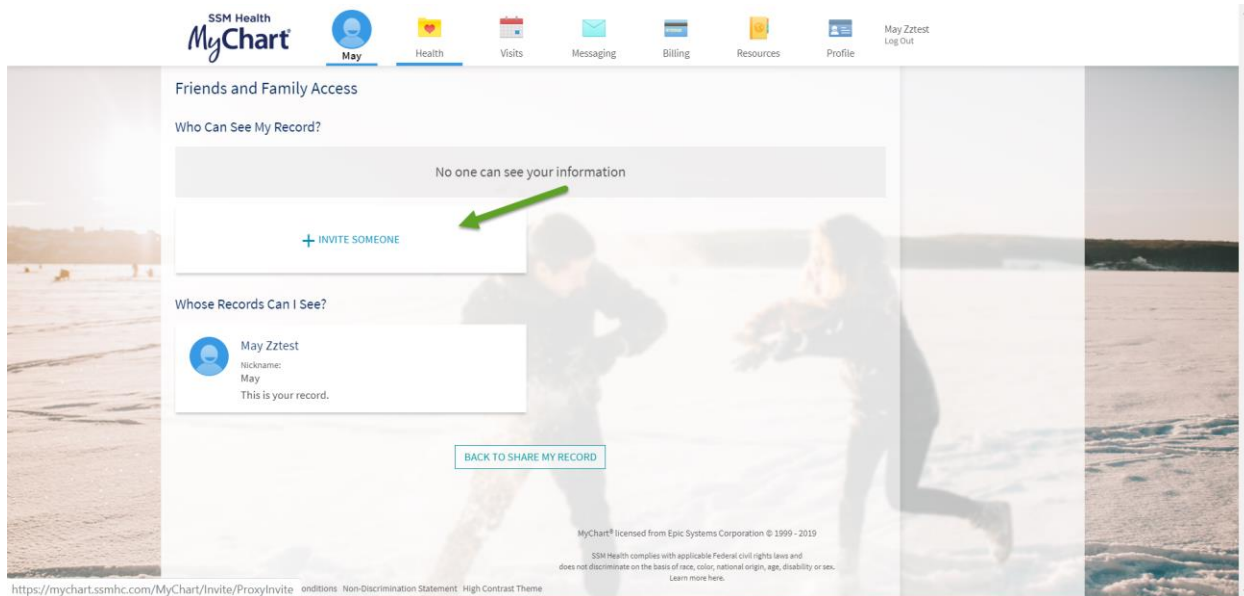 SSM Health
MyChart®
May
Health
Visits
Messaging
Billing
Resources
Profile
May Zztest
Log Out
Friends and Family Access
Who Can See My Record?
No one can see your information
+ INVITE SOMEONE
Whose Records Can I See?
May Zztest
Nickname:
May
This is your record.
BACK TO SHARE MY RECORD
MyChart® licensed from Epic Systems Corporation © 1999 - 2019
SSM Health complies with applicable Federal civil rights laws and
does not discriminate on the basis of race, color, national origin, age, disability or sex.
Learn more here.
https://mychart.ssmhc.com/MyChart/Invite/ProxyInvite onditions Non-Discrimination Statement High Contrast Theme